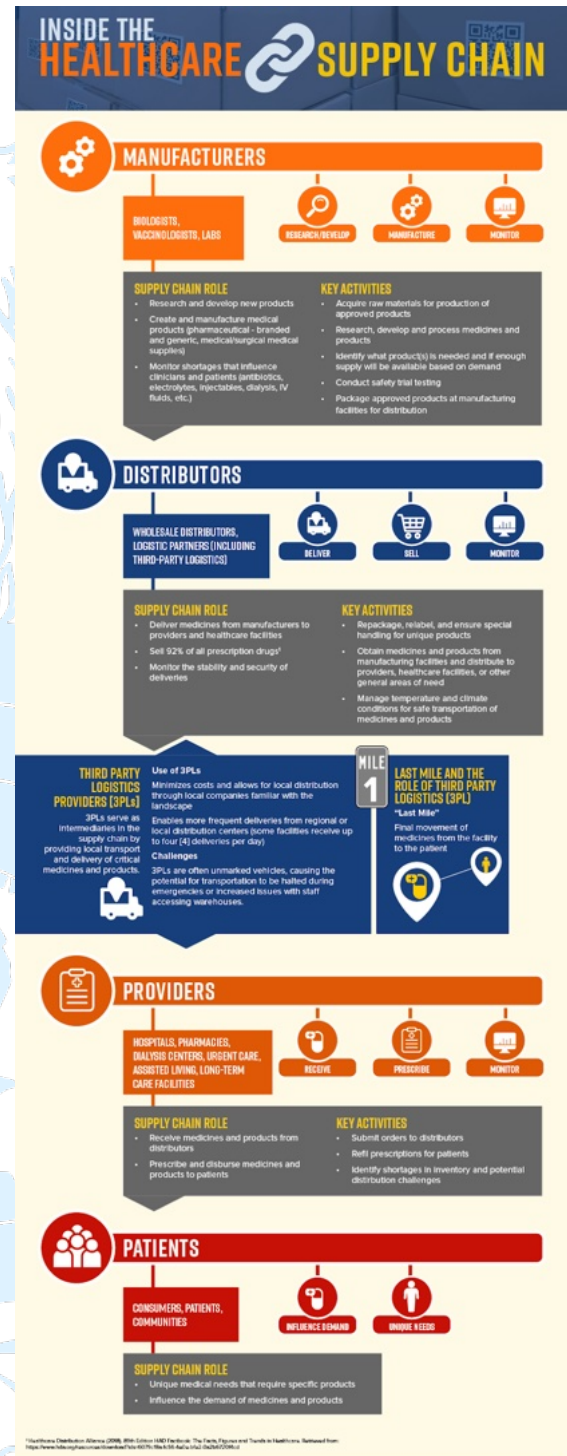 INSIDE THE
HEALTHCARE SUPPLY CHAIN
MANUFACTURERS
BIOLOGISTS,
VACCINOLOGISTS, LABS
RESEARCH/DEVELOP
MANUFACTURE
MONITOR
SUPPLY CHAIN ROLE
• Research and develop new products
• Create and manufacture medical
products (pharmaceutical - branded
and generic, medical/surgical medical
supplies)
• Monitor shortages that influence
clinicians and patients (antibiotics,
electrolytes, injectables, dialysis, IV
fluids, etc.)
KEY ACTIVITIES
• Acquire raw materials for production of
approved products
• Research, develop and process medicines and
products
• Identify what product(s) is needed and if enough
supply will be available based on demand
• Conduct safety trial testing
• Package approved products at manufacturing
facilities for distribution
DISTRIBUTORS
WHOLESALE DISTRIBUTORS,
LOGISTIC PARTNERS (INCLUDING
THIRD-PARTY LOGISTICS)
DELIVER
SELL
MONITOR
SUPPLY CHAIN ROLE
• Deliver medicines from manufacturers to
providers and healthcare facilities
• Sell 92% of all prescription drugs¹
• Monitor the stability and security of
deliveries
KEY ACTIVITIES
• Repackage, relabel, and ensure special
handling for unique products
• Obtain medicines and products from
manufacturing facilities and distribute to
providers, healthcare facilities, or other
general areas of need
• Manage temperature and climate
conditions for safe transportation of
medicines and products
THIRD PARTY
LOGISTICS
PROVIDERS (3PLs)
3PLs serve as
intermediaries in the
supply chain by
providing local transport
and delivery of critical
medicines and products.
Use of 3PLs
Minimizes costs and allows for local distribution
through local companies familiar with the
landscape
Enables more frequent deliveries from regional or
local distribution centers (some facilities receive up
to four [4] deliveries per day)
Challenges
3PLs are often unmarked vehicles, causing the
potential for transportation to be halted during
emergencies or increased issues with staff
accessing warehouses.
MILE
1
LAST MILE AND THE
ROLE OF THIRD PARTY
LOGISTICS (3PL)
"Last Mile"
Final movement of
medicines from the facility
to the patient
PROVIDERS
HOSPITALS, PHARMACIES,
DIALYSIS CENTERS, URGENT CARE,
ASSISTED LIVING, LONG-TERM
CARE FACILITIES
RECEIVE
PRESCRIBE
MONITOR
SUPPLY CHAIN ROLE
• Receive medicines and products from
distributors
• Prescribe and disburse medicines and
products to patients
KEY ACTIVITIES
• Submit orders to distributors
• Refil prescriptions for patients
• Identify shortages in inventory and potential
distribution challenges
PATIENTS
CONSUMERS, PATIENTS,
COMMUNITIES
INFLUENCE DEMAND
UNIQUE NEEDS
SUPPLY CHAIN ROLE
• Unique medical needs that require specific products
• Influence the demand of medicines and products
Healthcare Distribution Alliance (2018). 89th Edition HDA Factbook: The Facts, Figures and Trends in Healthcare. Retrieved from: